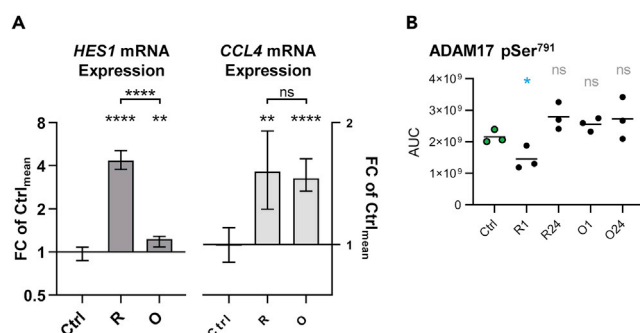 A
HES1 mRNA
Expression
CCL4 mRNA
Expression
****
ns
**** **
** ****
8
4
2
1
0.5
FC of Ctrlmean
2
1
FC of Ctrlmean
Ctrl
R
O
Ctrl
R
O
B
ADAM17 pSer791
*
ns
ns
ns
4×10⁹
3×10⁹
2×10⁹
1×10⁹
0
AUC
Ctrl
R1
R24
O1
O24